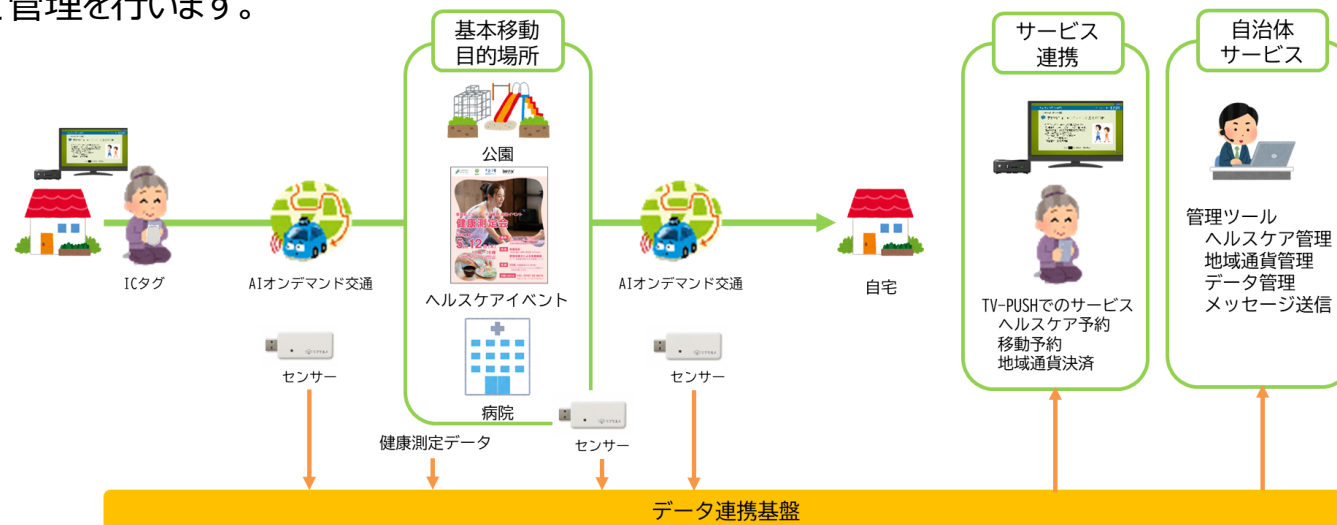 管理を行います。
基本移動
目的場所
サービス
連携
自治体
サービス
公園
健康測定会
ICタグ
AIオンデマンド交通
ヘルスケアイベント
AIオンデマンド交通
自宅
管理ツール
ヘルスケア管理
地域通貨管理
データ管理
メッセージ送信
TV-PUSHでのサービス
ヘルスケア予約
移動予約
地域通貨決済
センサー
病院
センサー
健康測定データ
センサー
データ連携基盤